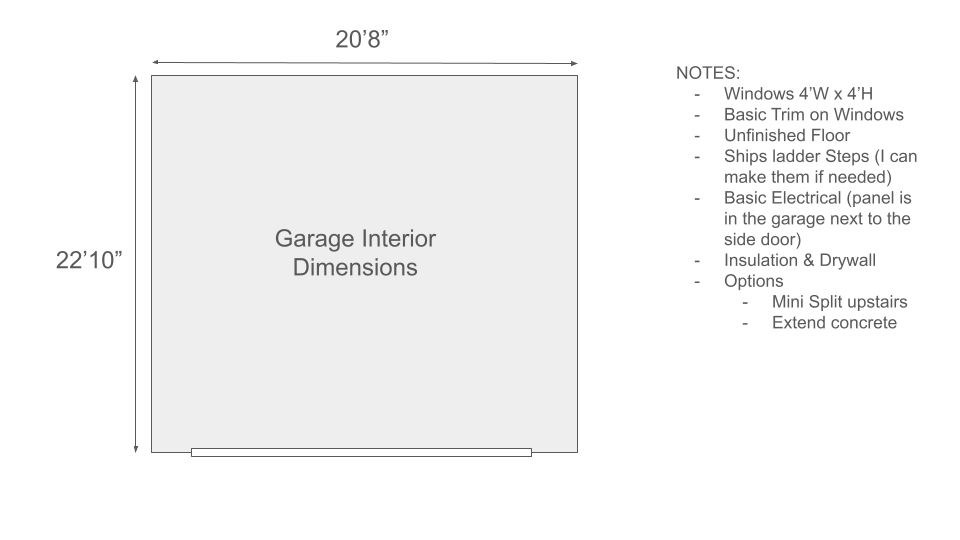 20’8”
22’10”
Garage Interior
Dimensions
NOTES:
- Windows 4’W x 4’H
- Basic Trim on Windows
- Unfinished Floor
- Ships ladder Steps (I can
make them if needed)
- Basic Electrical (panel is
in the garage next to the
side door)
- Insulation & Drywall
- Options
- Mini Split upstairs
- Extend concrete